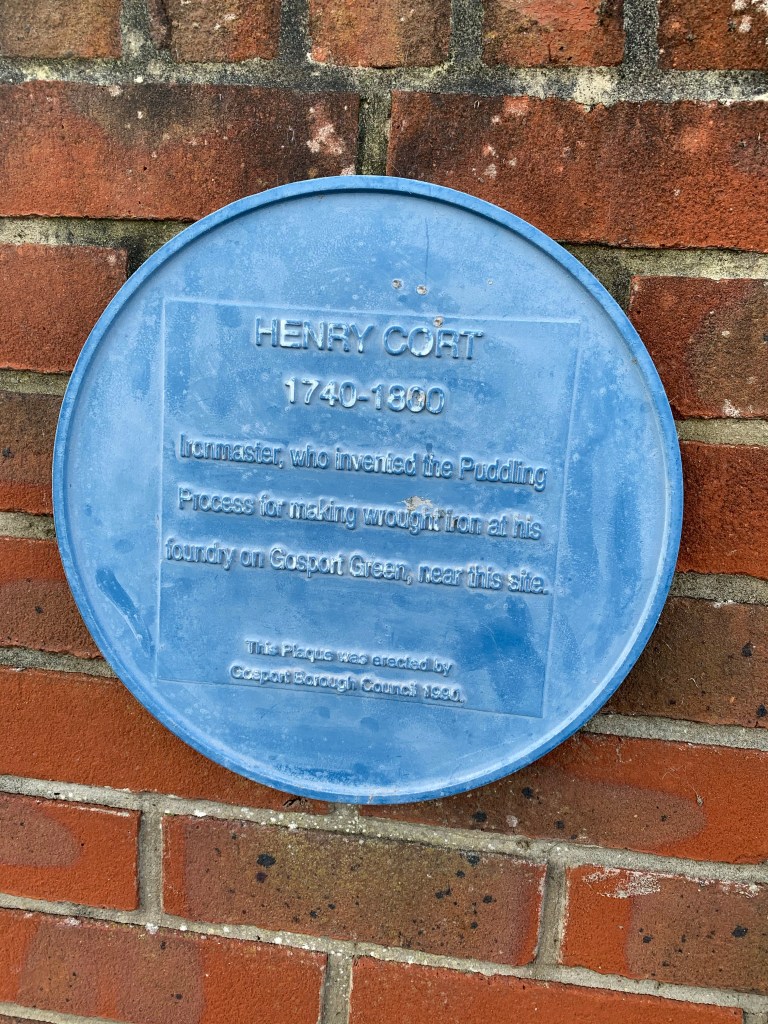 HENRY CORT
1740-1800
Ironmaster, who invented the Puddling
Process for making wrought iron at his
foundry on Gosport Green, near this site.
This Plaque was erected by
Gosport Borough Council